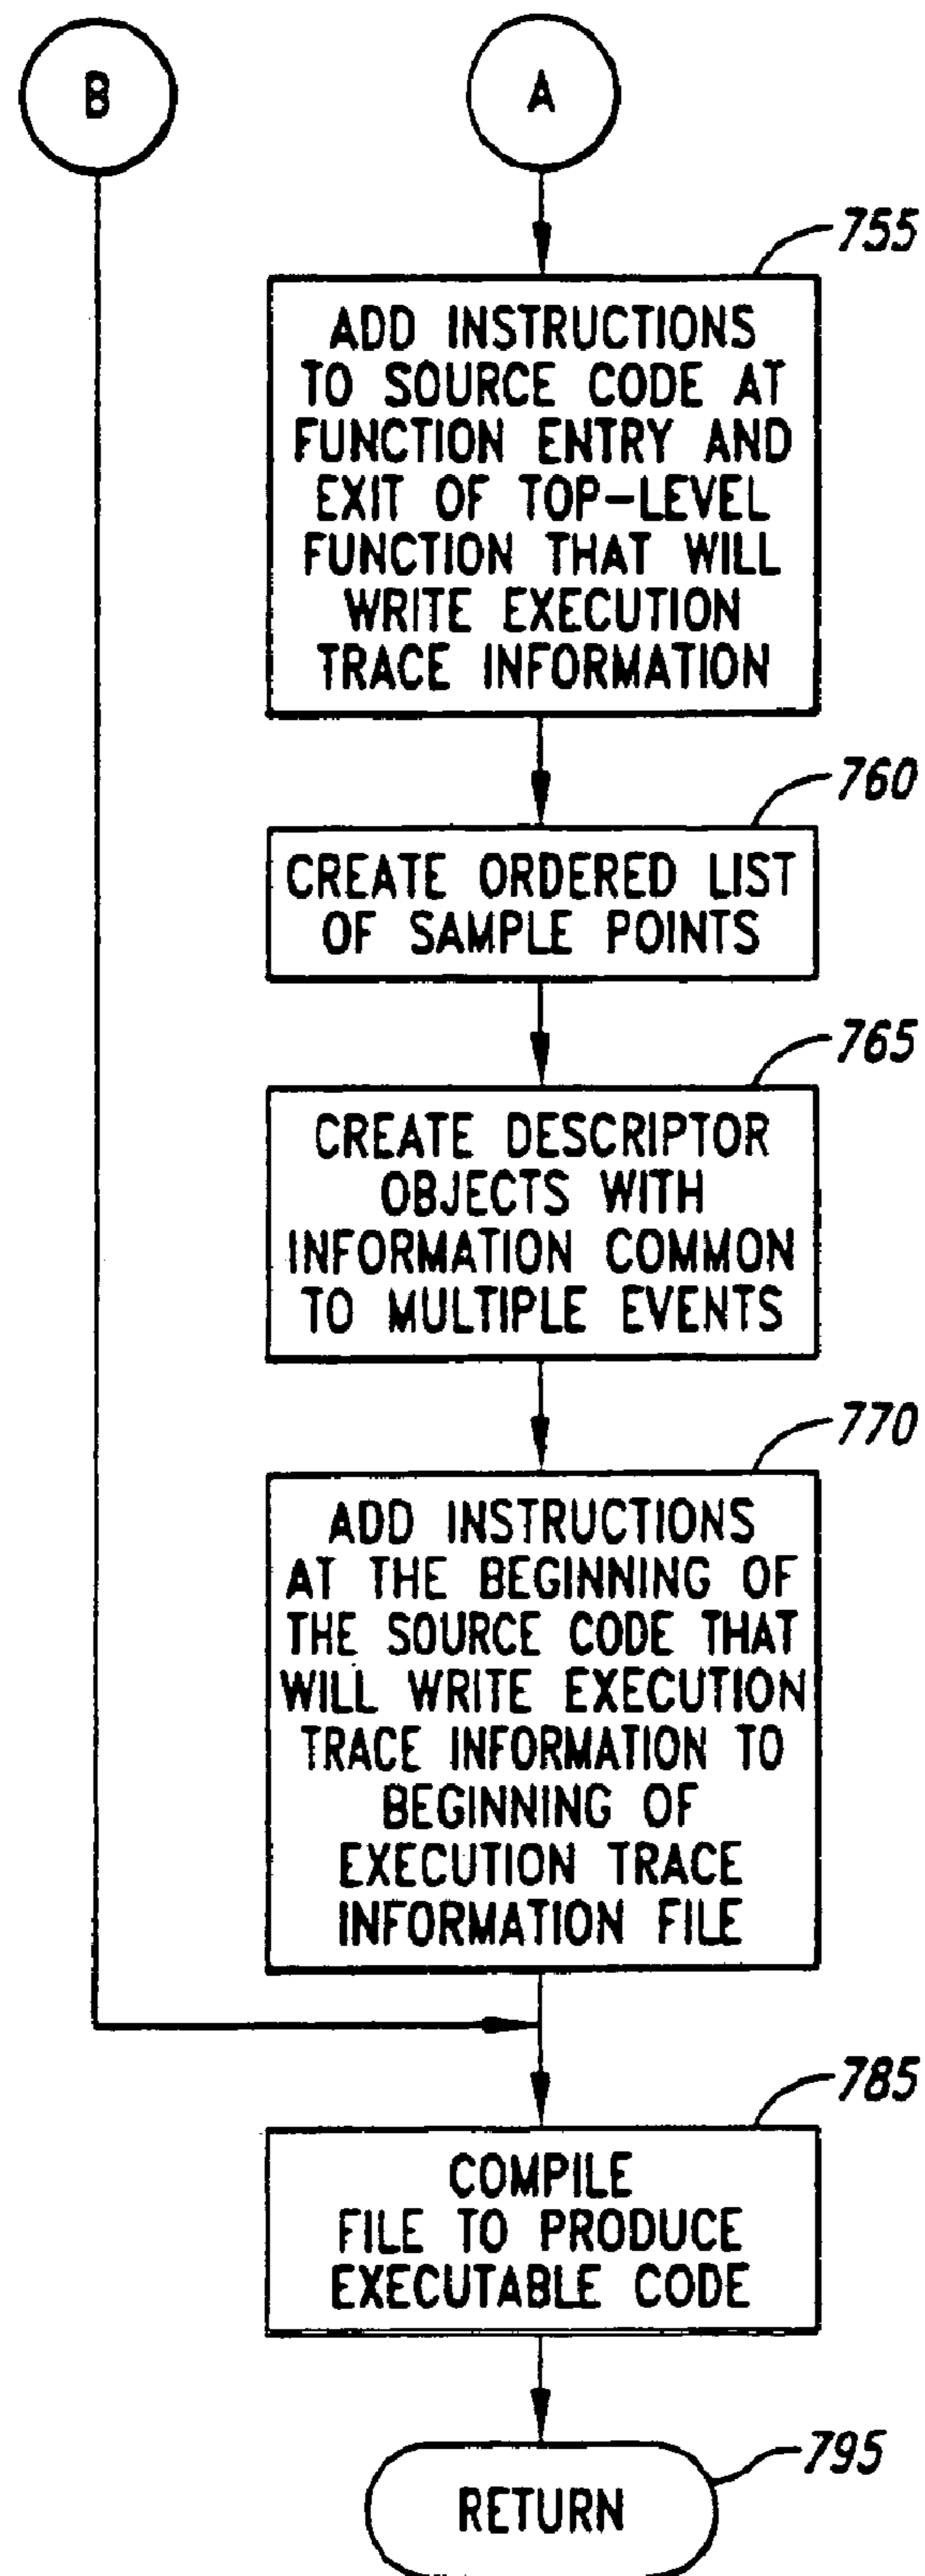 B
A
755
ADD INSTRUCTIONS
TO SOURCE CODE AT
FUNCTION ENTRY AND
EXIT OF TOP-LEVEL
FUNCTION THAT WILL
WRITE EXECUTION
TRACE INFORMATION
760
CREATE ORDERED LIST
OF SAMPLE POINTS
765
CREATE DESCRIPTOR
OBJECTS WITH
INFORMATION COMMON
TO MULTIPLE EVENTS
770
ADD INSTRUCTIONS
AT THE BEGINNING OF
THE SOURCE CODE THAT
WILL WRITE EXECUTION
TRACE INFORMATION TO
BEGINNING OF
EXECUTION TRACE
INFORMATION FILE
785
COMPILE
FILE TO PRODUCE
EXECUTABLE CODE
795
RETURN